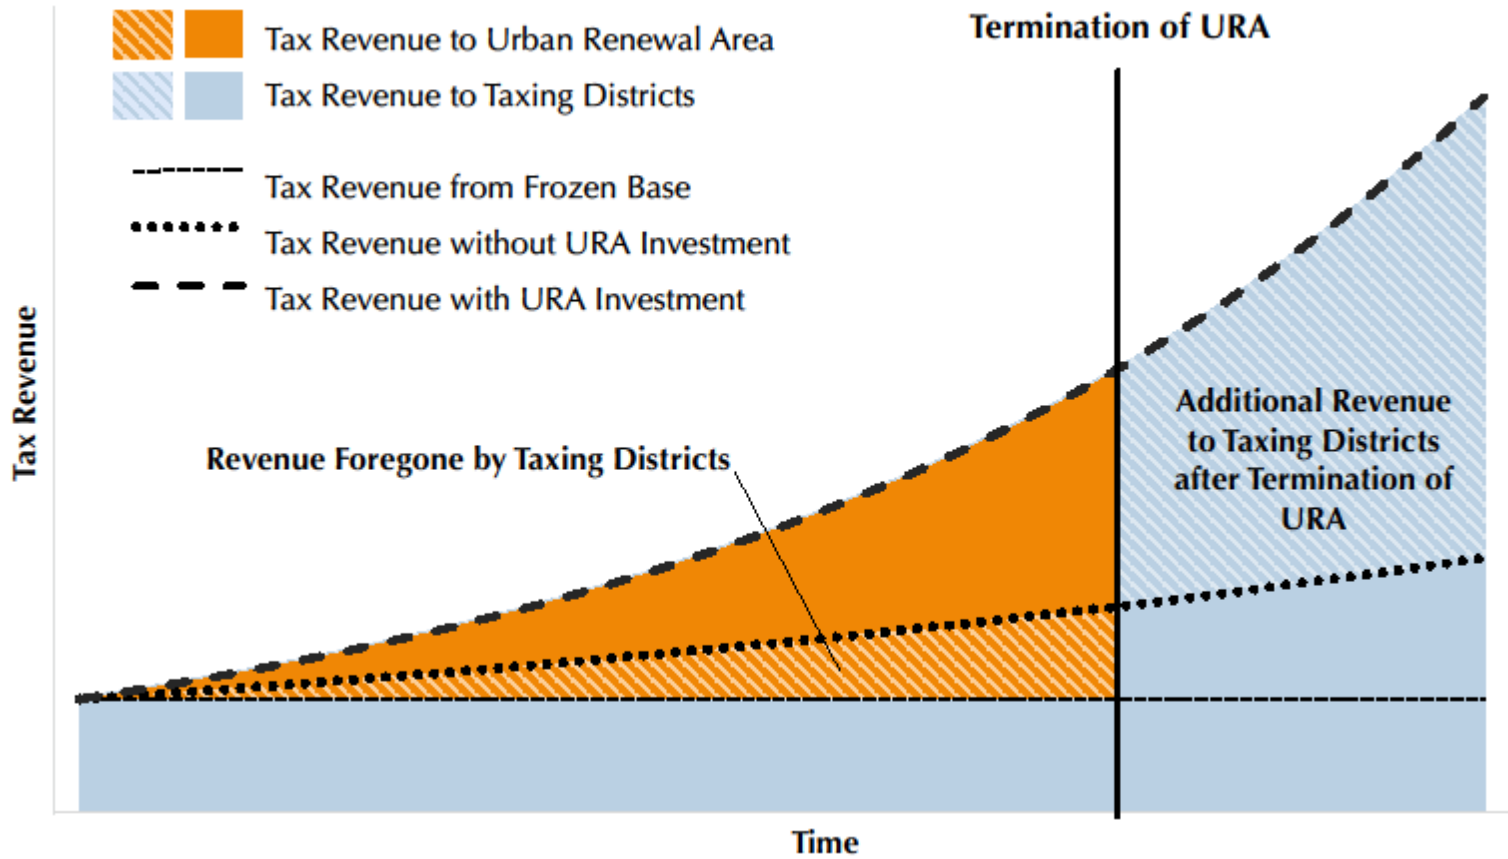 Termination of URA
Tax Revenue to Urban Renewal Area
Tax Revenue to Taxing Districts
Tax Revenue from Frozen Base
Tax Revenue without URA Investment
Tax Revenue with URA Investment
Tax Revenue
Revenue Foregone by Taxing Districts
Additional Revenue
to Taxing Districts
after Termination of
URA
Time